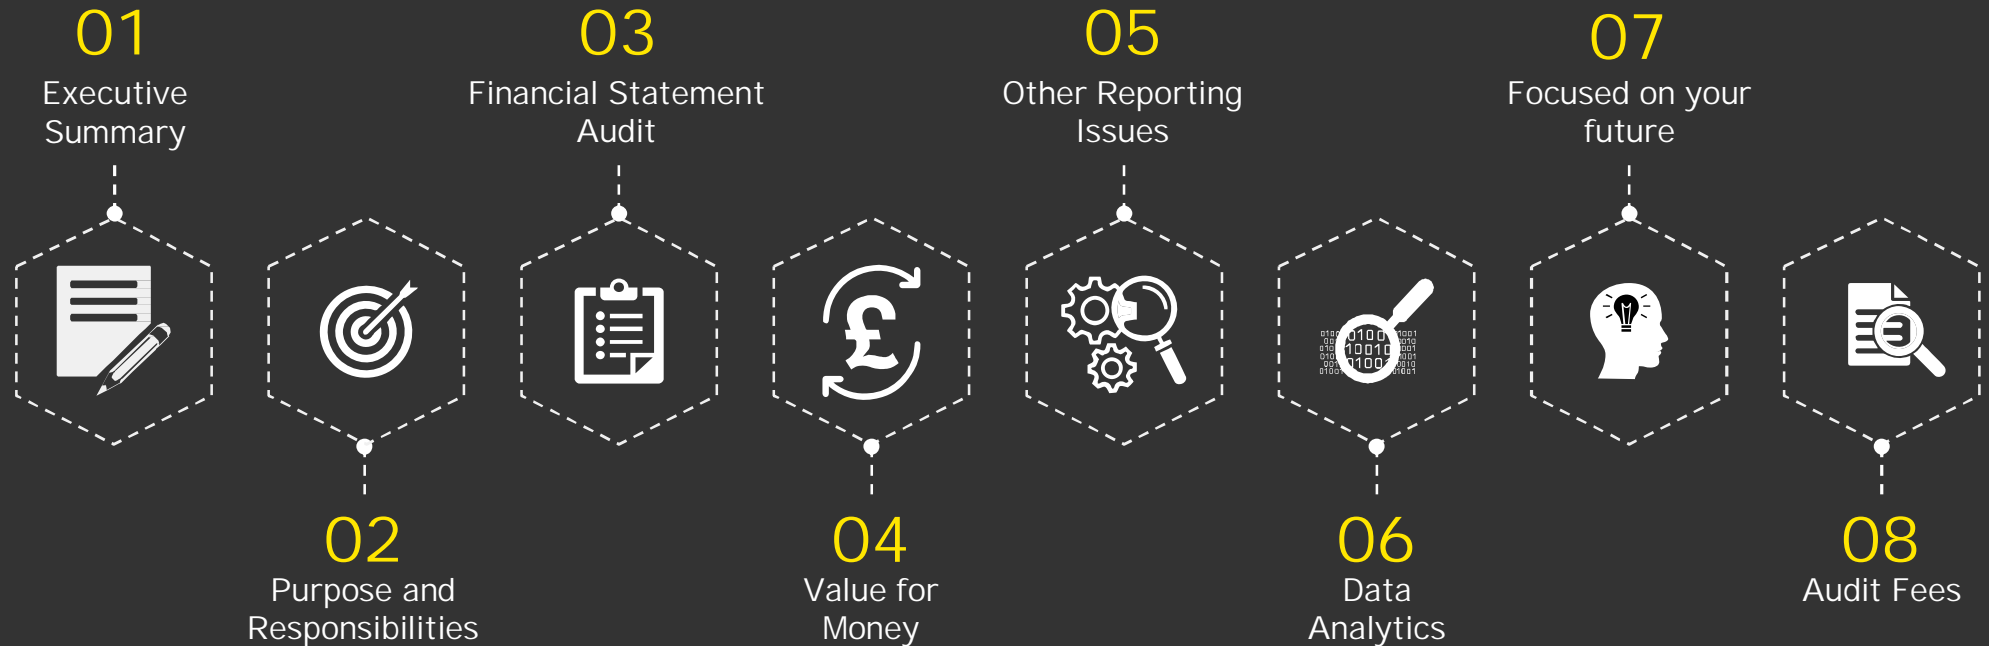 01
Executive
Summary
02
Purpose and
Responsibilities
03
Financial Statement
Audit
04
Value for
Money
£
05
Other Reporting
Issues
06
Data
Analytics
07
Focused on your
future
08
Audit Fees